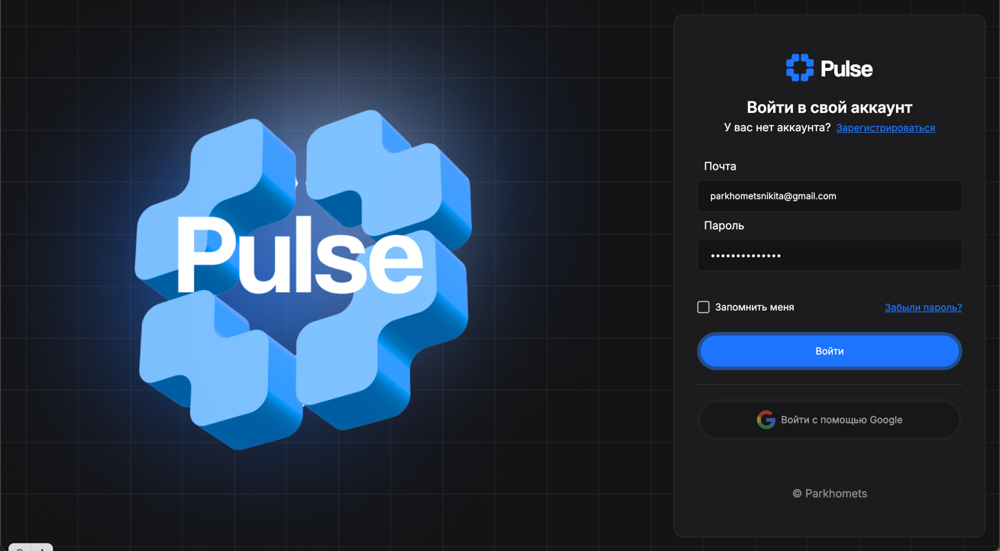 Pulse
Pulse
Войти в свой аккаунт
У вас нет аккаунта? Зарегистрироваться
Почта
parkhometsnikita@gmail.com
Пароль
••••••••••••••
Запомнить меня Забыли пароль?
Войти
Войти с помощью Google
© Parkhomets